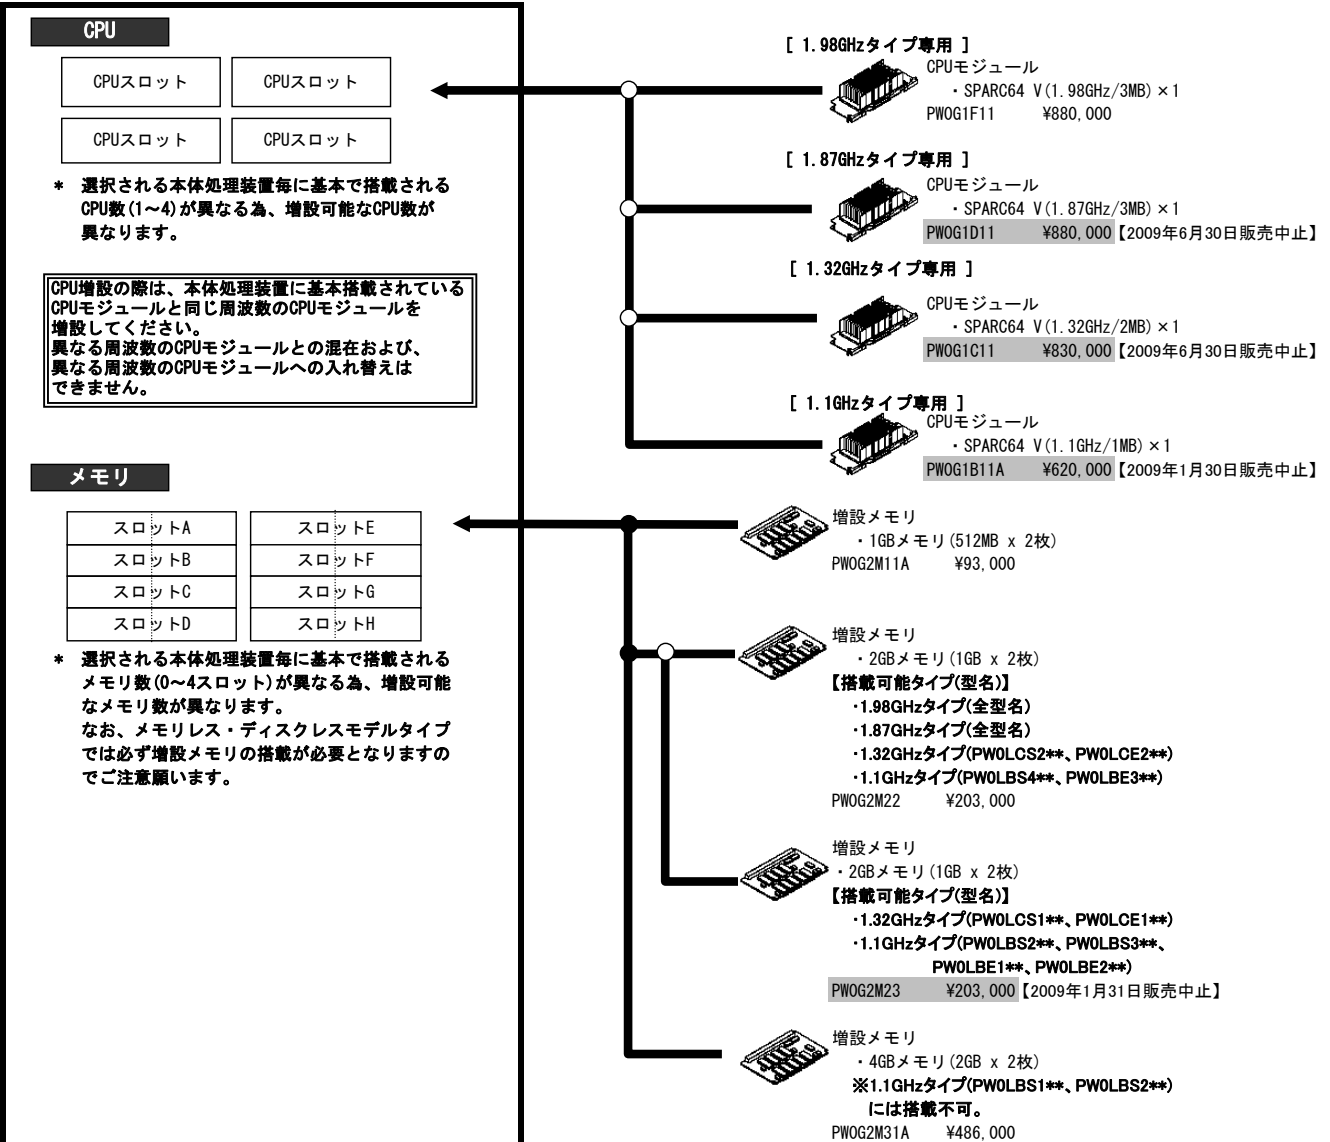 CPU
CPUスロット
CPUスロット
CPUスロット
CPUスロット
* 選択される本体処理装置毎に基本で搭載される
CPU数(1～4)が異なる為、増設可能なCPU数が
異なります。
CPU増設の際は、本体処理装置に基本搭載されている
CPUモジュールと同じ周波数のCPUモジュールを
増設してください。
異なる周波数のCPUモジュールとの混在および、
異なる周波数のCPUモジュールへの入れ替えは
できません。
[ 1.98GHzタイプ専用 ]
CPUモジュール
・SPARC64 V(1.98GHz/3MB)×1
PW0G1F11 ¥880,000
[ 1.87GHzタイプ専用 ]
CPUモジュール
・SPARC64 V(1.87GHz/3MB)×1
PW0G1D11 ¥880,000【2009年6月30日販売中止】
[ 1.32GHzタイプ専用 ]
CPUモジュール
・SPARC64 V(1.32GHz/2MB)×1
PW0G1C11 ¥830,000【2009年6月30日販売中止】
[ 1.1GHzタイプ専用 ]
CPUモジュール
・SPARC64 V(1.1GHz/1MB)×1
PW0G1B11A ¥620,000【2009年1月30日販売中止】
メモリ
スロットA
スロットE
スロットB
スロットF
スロットC
スロットG
スロットD
スロットH
* 選択される本体処理装置毎に基本で搭載される
メモリ数(0～4スロット)が異なる為、増設可能
なメモリ数が異なります。
なお、メモリレス・ディスクレスモデルタイプ
では必ず増設メモリの搭載が必要となりますの
でご注意願います。
増設メモリ
・1GBメモリ(512MB x 2枚)
PW0G2M11A ¥93,000
増設メモリ
・2GBメモリ(1GB x 2枚)
【搭載可能タイプ(型名)】
・1.98GHzタイプ(全型名)
・1.87GHzタイプ(全型名)
・1.32GHzタイプ(PW0LCS2**、PW0LCE2**)
・1.1GHzタイプ(PW0LBS4**、PW0LBE3**)
PW0G2M22 ¥203,000
増設メモリ
・2GBメモリ(1GB x 2枚)
【搭載可能タイプ(型名)】
・1.32GHzタイプ(PW0LCS1**、PW0LCE1**)
・1.1GHzタイプ(PW0LBS2**、PW0LBS3**、
PW0LBE1**、PW0LBE2**)
PW0G2M23 ¥203,000【2009年1月31日販売中止】
増設メモリ
・4GBメモリ(2GB x 2枚)
※1.1GHzタイプ(PW0LBS1**、PW0LBS2**)
には搭載不可。
PW0G2M31A ¥486,000